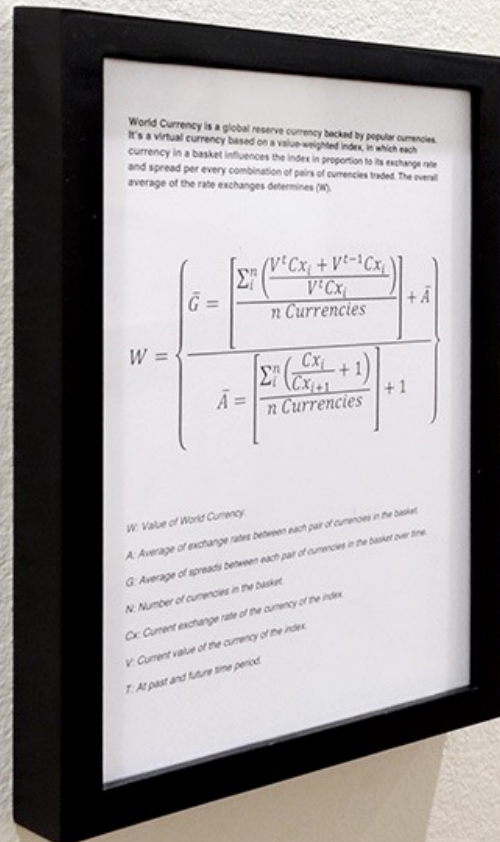 World Currency is a global reserve currency backed by popular currencies.
It's a virtual currency based on a value-weighted index, in which each
currency in a basket influences the index in proportion to its exchange rate
and spread per every combination of pairs of currencies traded. The overall
average of the rate exchanges determines (W).
W = { Ḡ = [ Σᵢⁿ ( (VᵗCxᵢ + Vᵗ⁻¹Cxᵢ) / VᵗCxᵢ ) / n Currencies ] + Ā
Ā = [ Σᵢⁿ ( Cxᵢ / Cxᵢ₊₁ + 1 ) / n Currencies ] + 1 }
W: Value of World Currency.
A: Average of exchange rates between each pair of currencies in the basket.
G: Average of spreads between each pair of currencies in the basket over time.
N: Number of currencies in the basket.
Cx: Current exchange rate of the currency of the index.
V: Current value of the currency of the index.
T: At past and future time period.